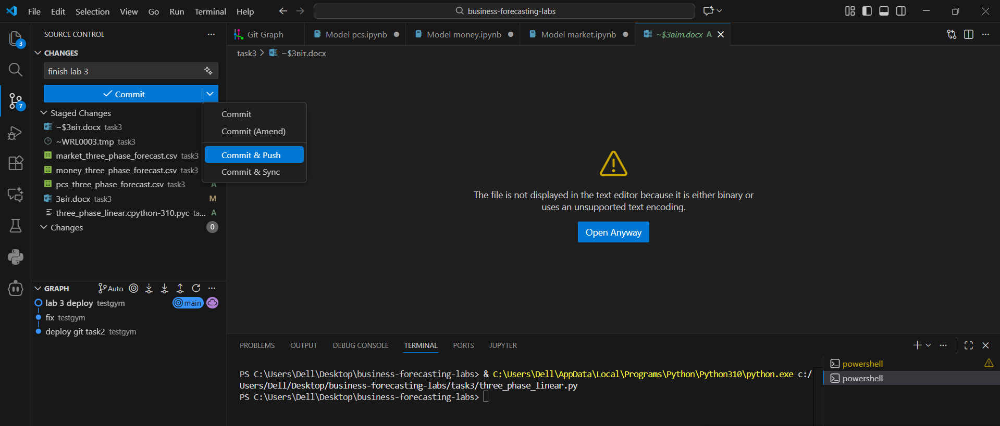 File Edit Selection View Go Run Terminal Help
business-forecasting-labs
SOURCE CONTROL
Git Graph
Model pcs.ipynb
Model money.ipynb
Model market.ipynb
~$Звіт.docx A
CHANGES
task3 > ~$Звіт.docx
finish lab 3
Commit
Commit
Commit (Amend)
Commit & Push
Commit & Sync
Staged Changes
~$Звіт.docx task3
~WRL0003.tmp task3
market_three_phase_forecast.csv task3
money_three_phase_forecast.csv task3
pcs_three_phase_forecast.csv task3 A
Звіт.docx task3 M
three_phase_linear.cpython-310.pyc ta... A
Changes 0
3
7
The file is not displayed in the text editor because it is either binary or
uses an unsupported text encoding.
Open Anyway
GRAPH Auto
lab 3 deploy testgym main
fix testgym
deploy git task2 testgym
PROBLEMS OUTPUT DEBUG CONSOLE TERMINAL PORTS JUPYTER
PS C:\Users\Dell\Desktop\business-forecasting-labs> & C:\Users\Dell\AppData\Local\Programs\Python\Python310\python.exe c:/
Users/Dell/Desktop/business-forecasting-labs/task3/three_phase_linear.py
PS C:\Users\Dell\Desktop\business-forecasting-labs>
powershell
powershell